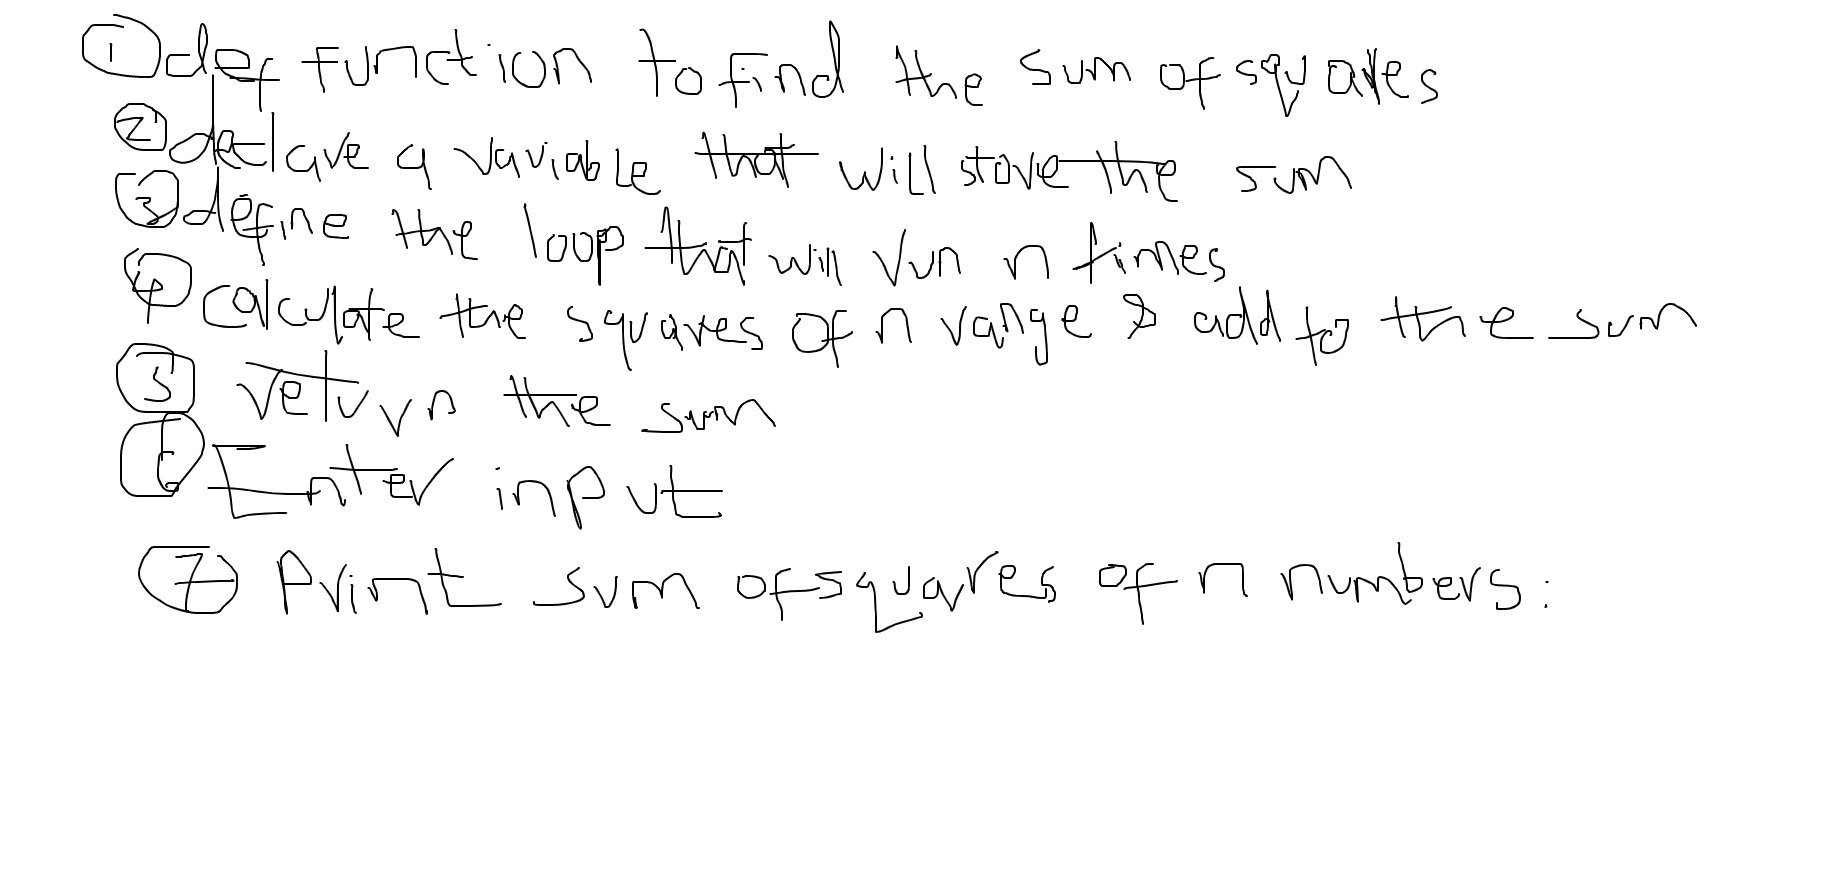 ① def function to find the sum of squares
② declare a variable that will store the sum
③ define the loop that will run n times
④ calculate the squares of n range & add to the sum
⑤ return the sum
⑥ Enter input
⑦ Print sum of squares of n numbers: